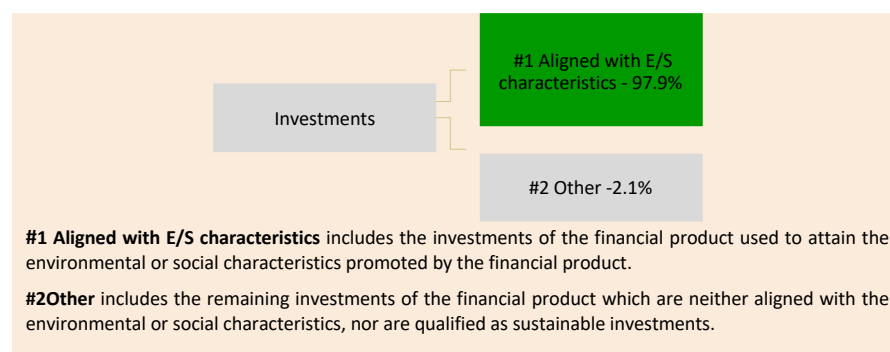 #1 Aligned with E/S
characteristics - 97.9%
Investments
#2 Other -2.1%
#1 Aligned with E/S characteristics includes the investments of the financial product used to attain the
environmental or social characteristics promoted by the financial product.
#2Other includes the remaining investments of the financial product which are neither aligned with the
environmental or social characteristics, nor are qualified as sustainable investments.